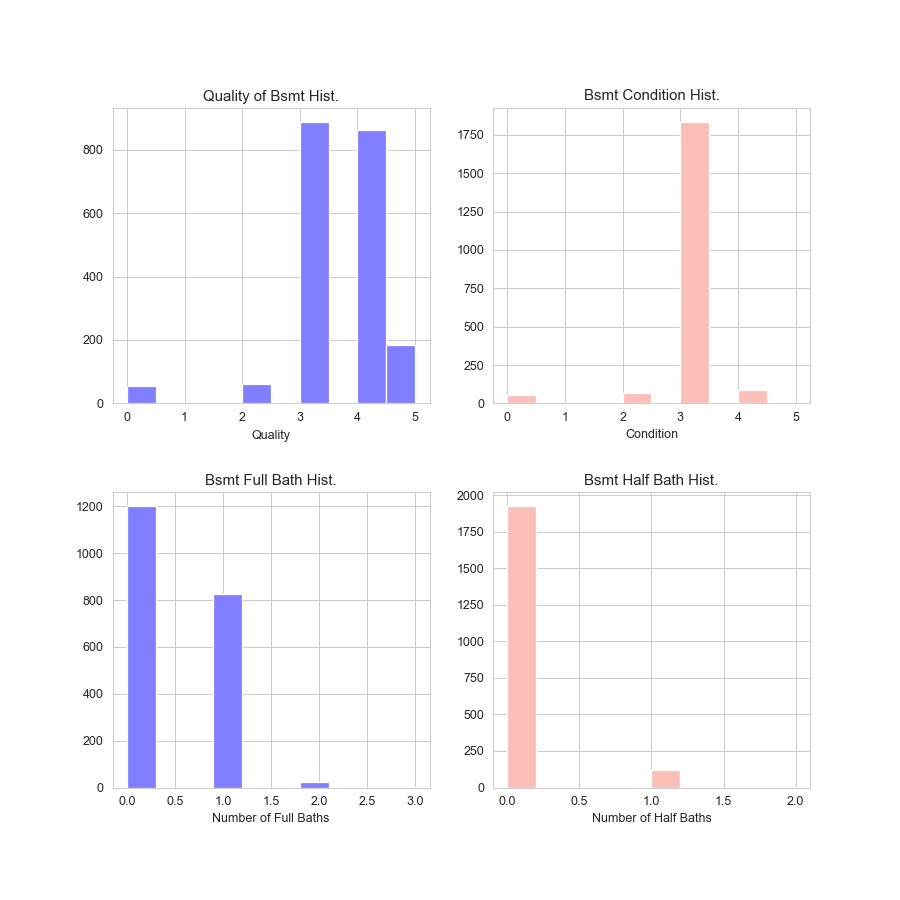 Quality of Bsmt Hist.
800
600
400
200
0
0 1 2 3 4 5
Quality
Bsmt Condition Hist.
1750
1500
1250
1000
750
500
250
0
0 1 2 3 4 5
Condition
Bsmt Full Bath Hist.
1200
1000
800
600
400
200
0
0.0 0.5 1.0 1.5 2.0 2.5 3.0
Number of Full Baths
Bsmt Half Bath Hist.
2000
1750
1500
1250
1000
750
500
250
0
0.0 0.5 1.0 1.5 2.0
Number of Half Baths